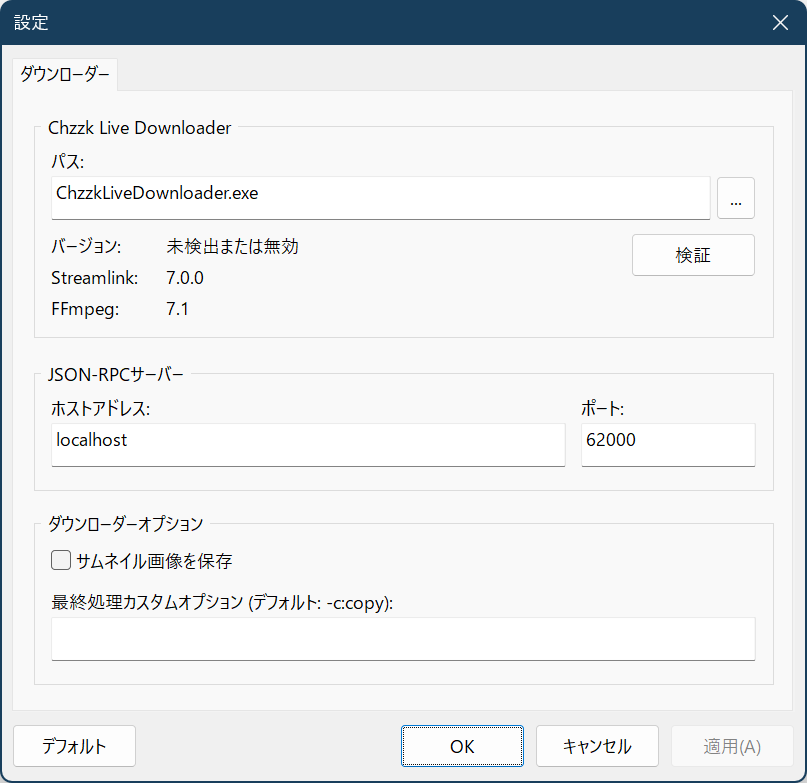 設定
ダウンローダー
Chzzk Live Downloader
パス:
ChzzkLiveDownloader.exe
...
バージョン: 未検出または無効
検証
Streamlink: 7.0.0
FFmpeg: 7.1
JSON-RPCサーバー
ホストアドレス: ポート:
localhost 62000
ダウンローダーオプション
サムネイル画像を保存
最終処理カスタムオプション (デフォルト: -c:copy):
デフォルト OK キャンセル 適用(A)